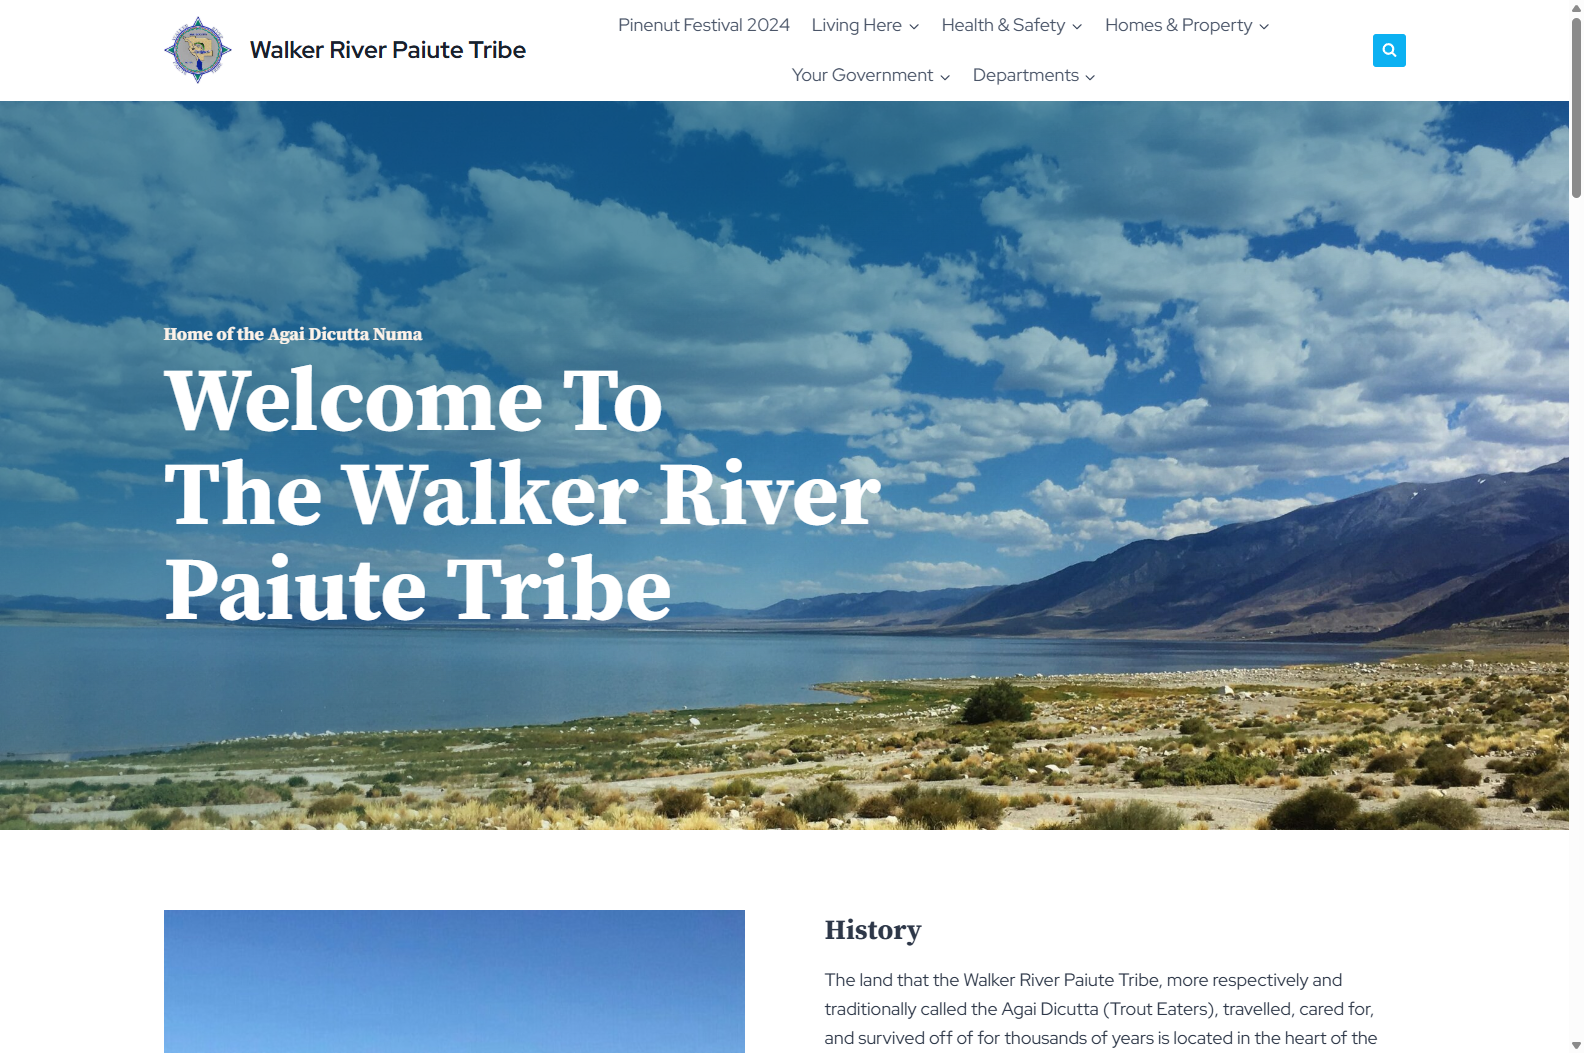 Walker River Paiute Tribe
Pinenut Festival 2024 Living Here Health & Safety Homes & Property
Your Government Departments
Home of the Agai Dicutta Numa
Welcome To
The Walker River
Paiute Tribe
History
The land that the Walker River Paiute Tribe, more respectively and
traditionally called the Agai Dicutta (Trout Eaters), travelled, cared for,
and survived off of for thousands of years is located in the heart of the